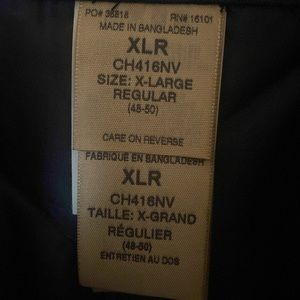 PO# 36818 RN# 16101
MADE IN BANGLADESH
XLR
CH416NV
SIZE: X-LARGE
REGULAR
(48-50)
CARE ON REVERSE
FABRIQUE EN BANGLADESH
XLR
CH416NV
TAILLE: X-GRAND
RÉGULIER
(48-50)
ENTRETIEN AU DOS